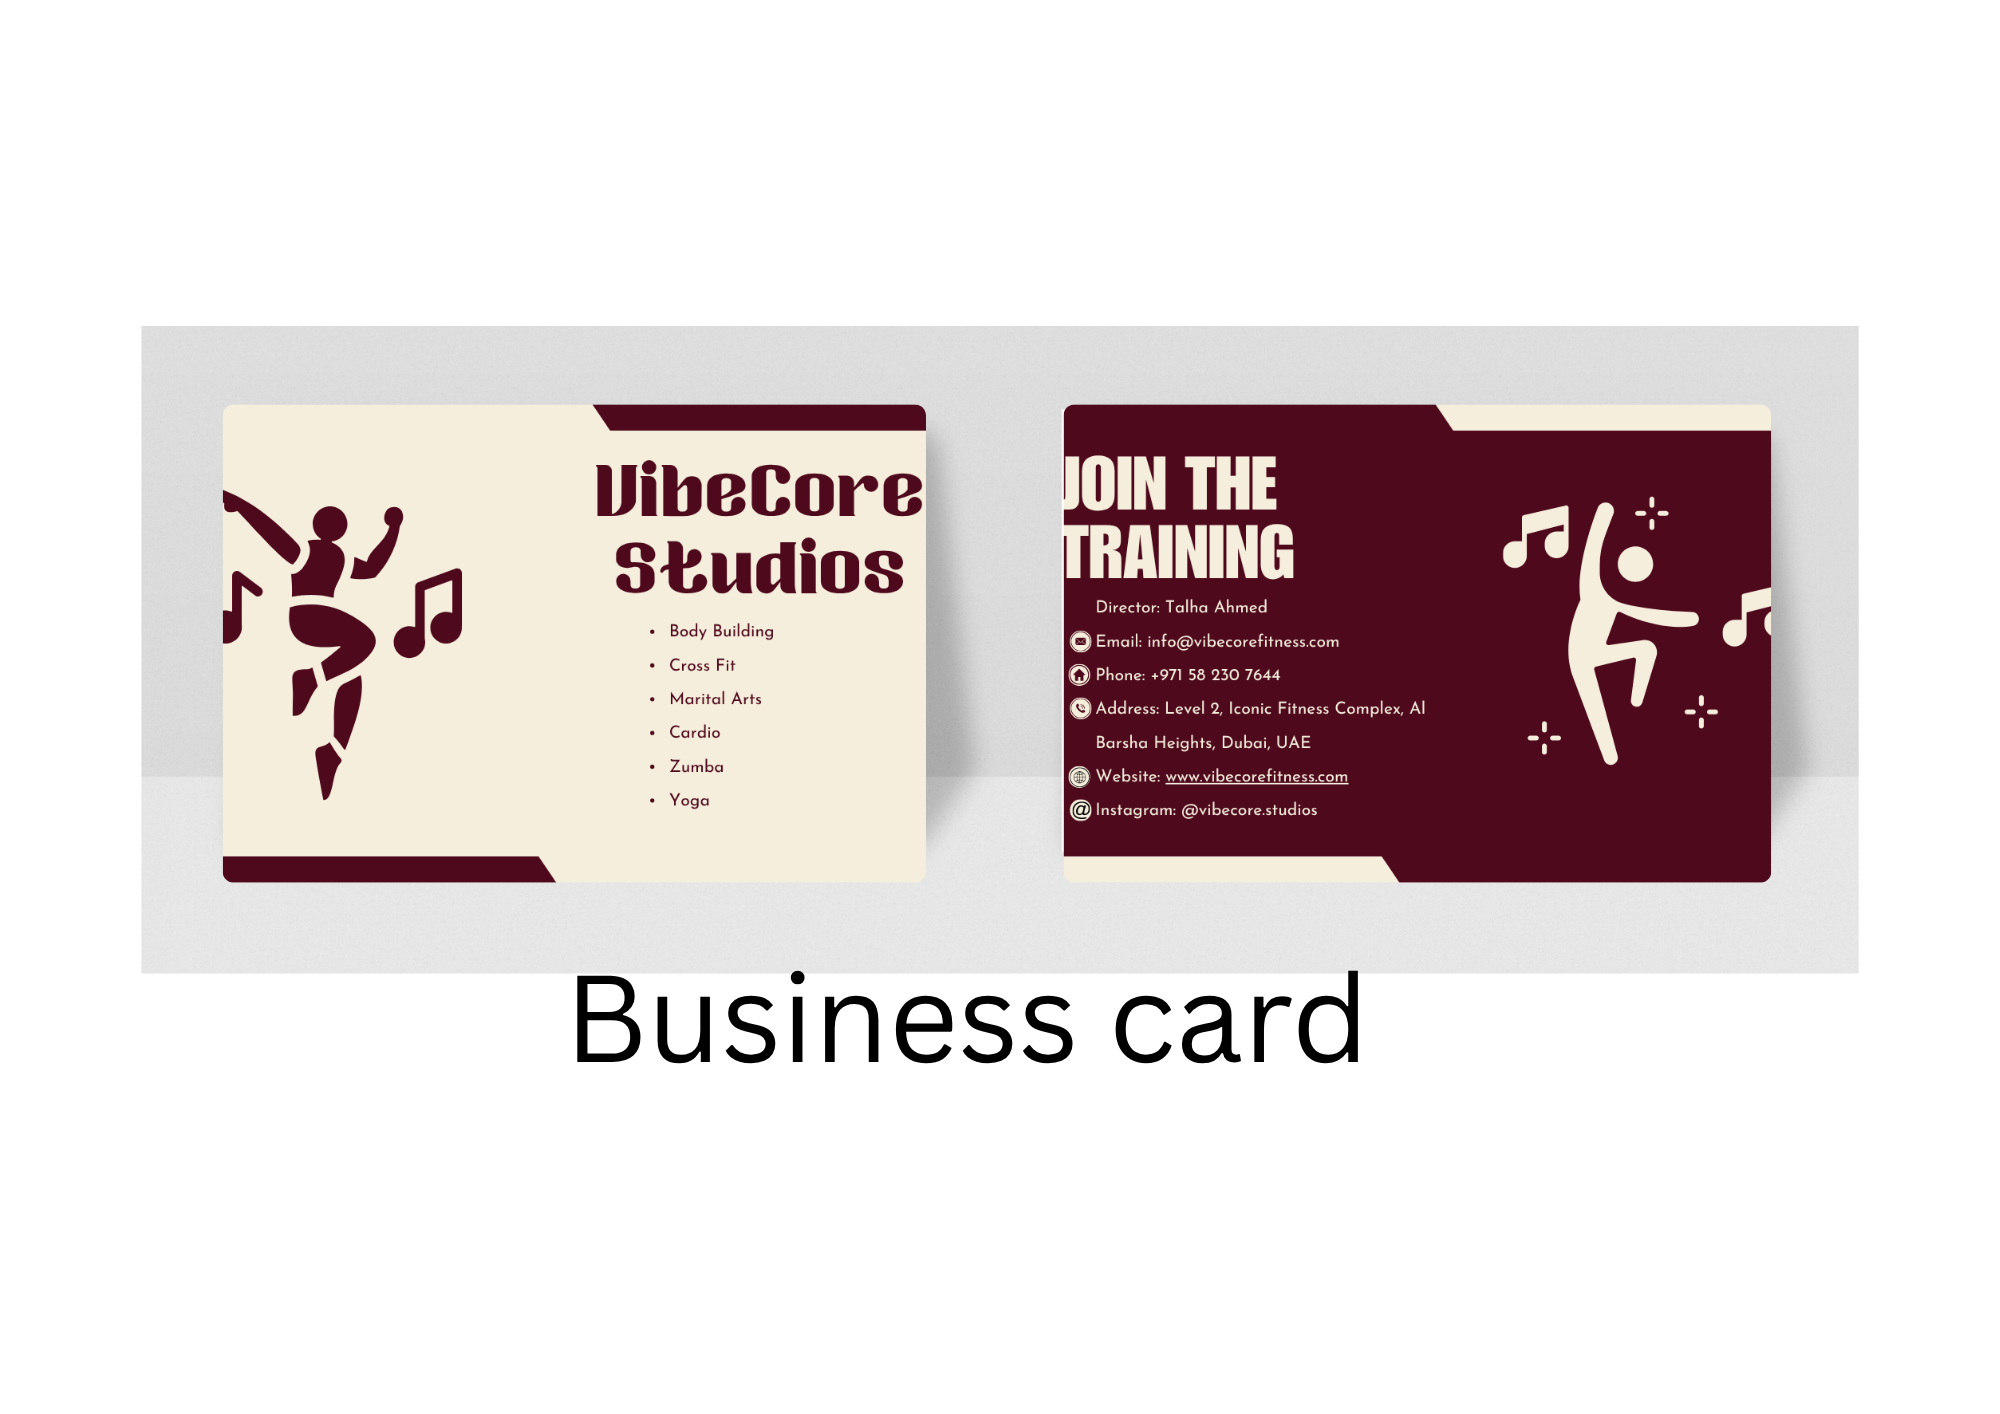 VibeCore
Studios
• Body Building
• Cross Fit
• Marital Arts
• Cardio
• Zumba
• Yoga
JOIN THE
TRAINING
Director: Talha Ahmed
Email: info@vibecorefitness.com
Phone: +971 58 230 7644
Address: Level 2, Iconic Fitness Complex, Al
Barsha Heights, Dubai, UAE
Website: www.vibecorefitness.com
@ Instagram: @vibecore.studios
Business card